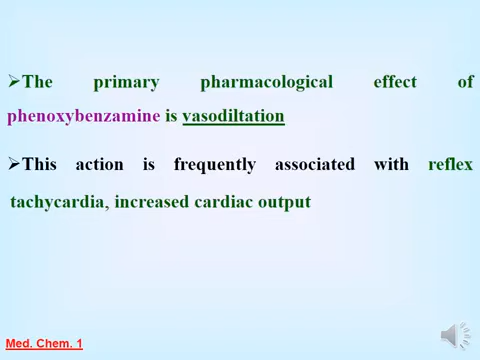 ➢The primary pharmacological effect of
phenoxybenzamine is vasodiltation
➢This action is frequently associated with reflex
tachycardia, increased cardiac output
Med. Chem. 1